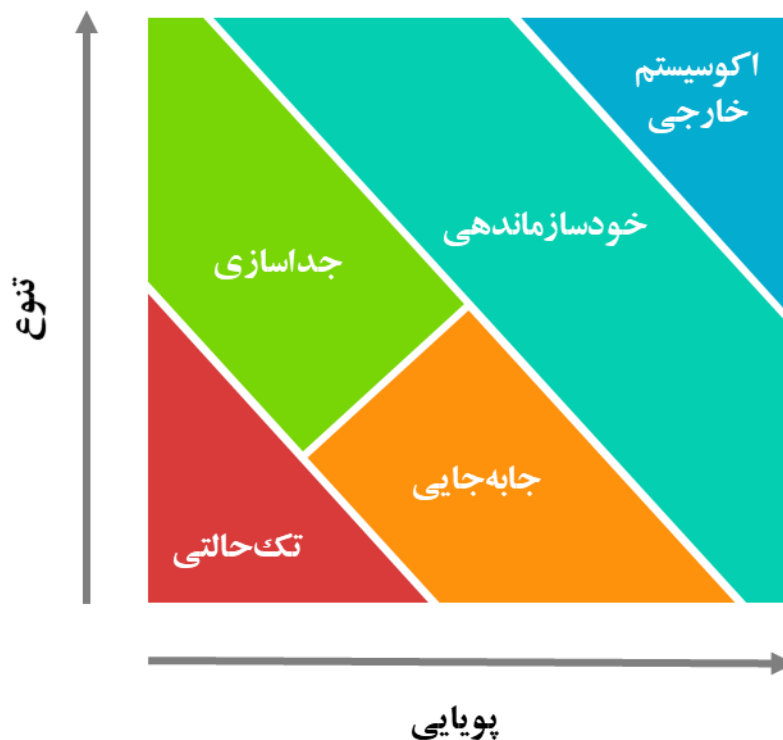 اکوسیستم
خارجی
خودسازماندهی
جداسازی
تنوع
جابه‌جایی
تک‌حالتی
پویایی